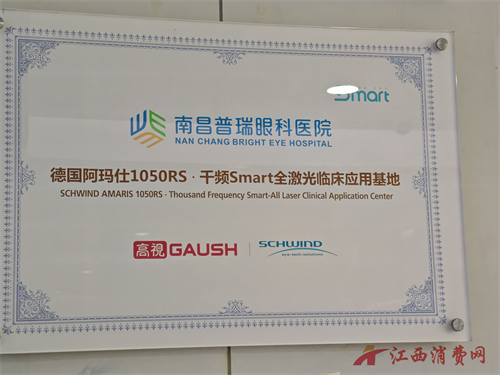 Smart
南昌普瑞眼科医院
NAN CHANG BRIGHT EYE HOSPITAL
德国阿玛仕1050RS · 千频Smart全激光临床应用基地
SCHWIND AMARIS 1050RS · Thousand Frequency Smart-All Laser Clinical Application Center
高視 GAUSH
SCHWIND
eye-tech-solutions
江西消费网